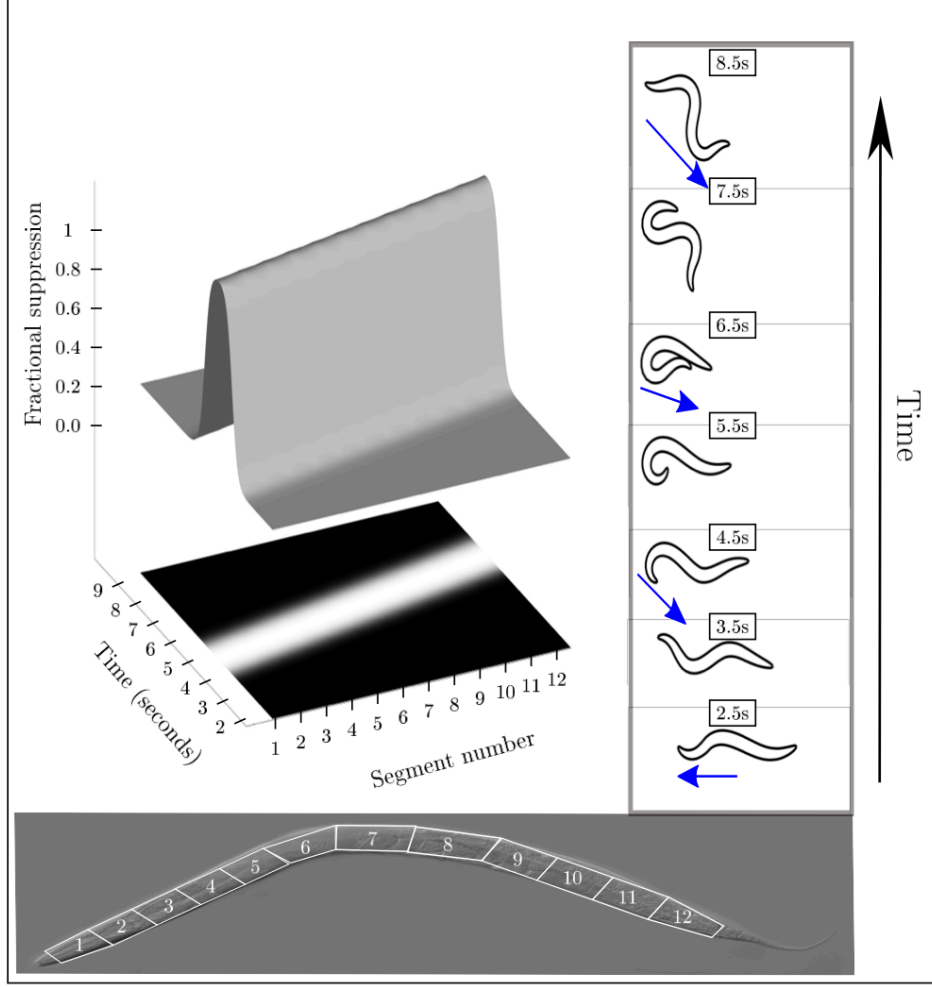 8.5s
7.5s
6.5s
5.5s
4.5s
3.5s
2.5s
Time
Fractional suppression
1
0.8
0.6
0.4
0.2
0.0
9
8
7
6
5
4
3
2
Time (seconds)
1 2 3 4 5 6 7 8 9 10 11 12
Segment number
1 2 3 4 5 6 7 8 9 10 11 12